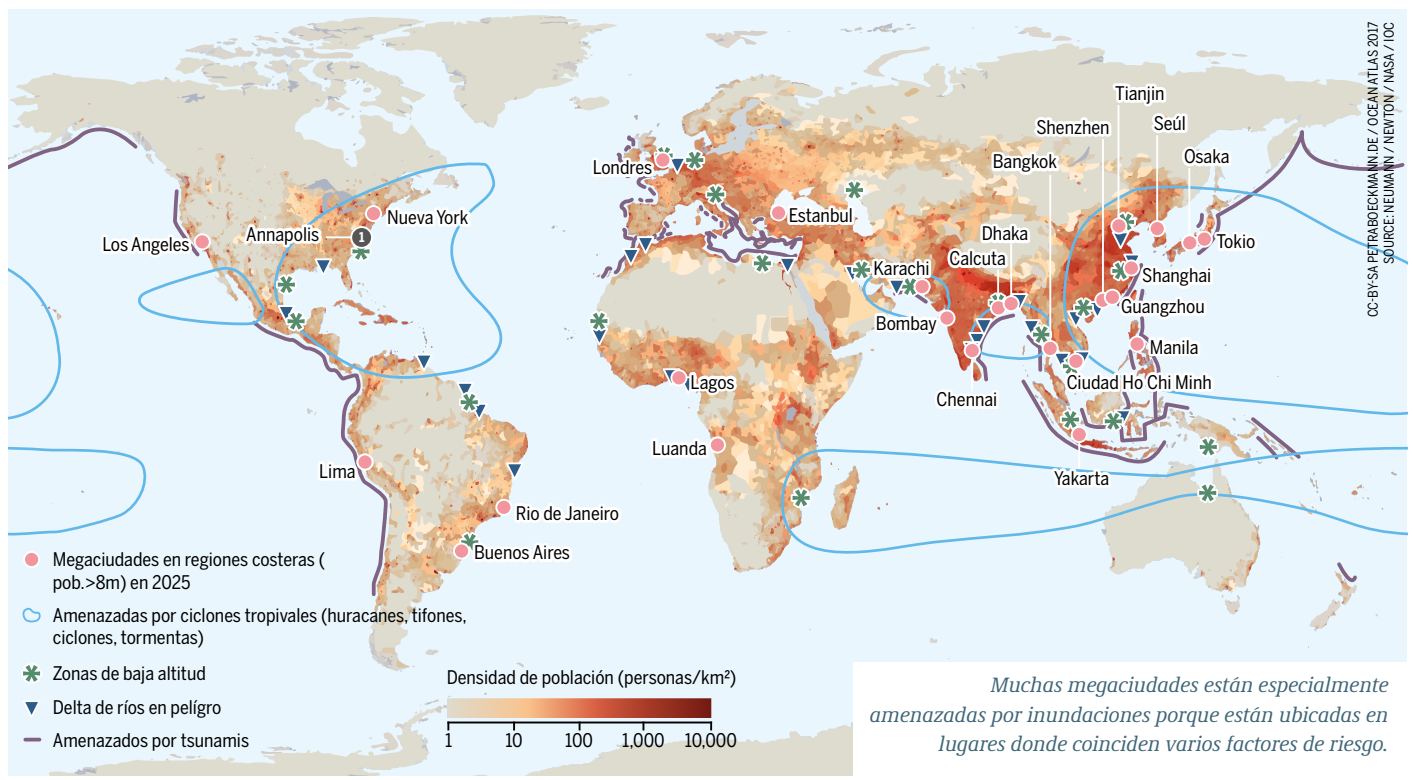 CC-BY-SA PETRABOECKMANN.DE / OCEAN ATLAS 2017
SOURCE: NEUMANN / NEWTON / NASA / IOC
Tianjin
Shenzhen
Seúl
Bangkok
Osaka
Londres
Nueva York
Estanbul
Annapolis
1
Los Angeles
Dhaka
Tokio
Calcuta
Karachi
Shanghai
Guangzhou
Bombay
Manila
Lagos
Ciudad Ho Chi Minh
Chennai
Luanda
Lima
Yakarta
Rio de Janeiro
Buenos Aires
Megaciudades en regiones costeras (
pob.>8m) en 2025
Amenazadas por ciclones tropivales (huracanes, tifones,
ciclones, tormentas)
Zonas de baja altitud
Delta de ríos en pelígro
Amenazados por tsunamis
Densidad de población (personas/km²)
1 10 100 1,000 10,000
Muchas megaciudades están especialmente
amenazadas por inundaciones porque están ubicadas en
lugares donde coinciden varios factores de riesgo.